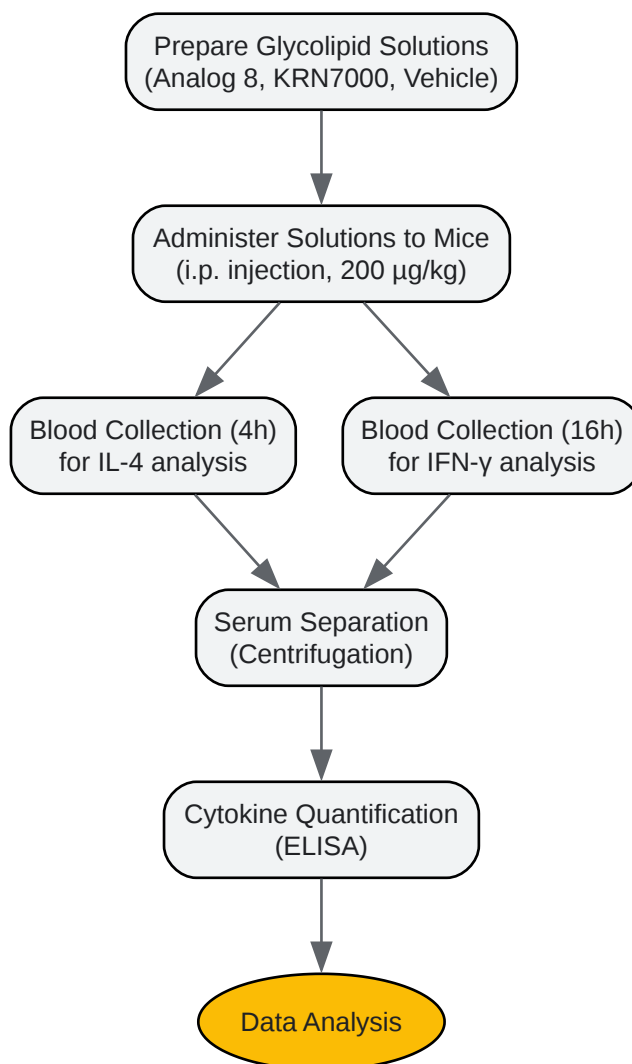 Prepare Glycolipid Solutions
(Analog 8, KRN7000, Vehicle)
Administer Solutions to Mice
(i.p. injection, 200 µg/kg)
Blood Collection (4h)
for IL-4 analysis
Blood Collection (16h)
for IFN-γ analysis
Serum Separation
(Centrifugation)
Cytokine Quantification
(ELISA)
Data Analysis